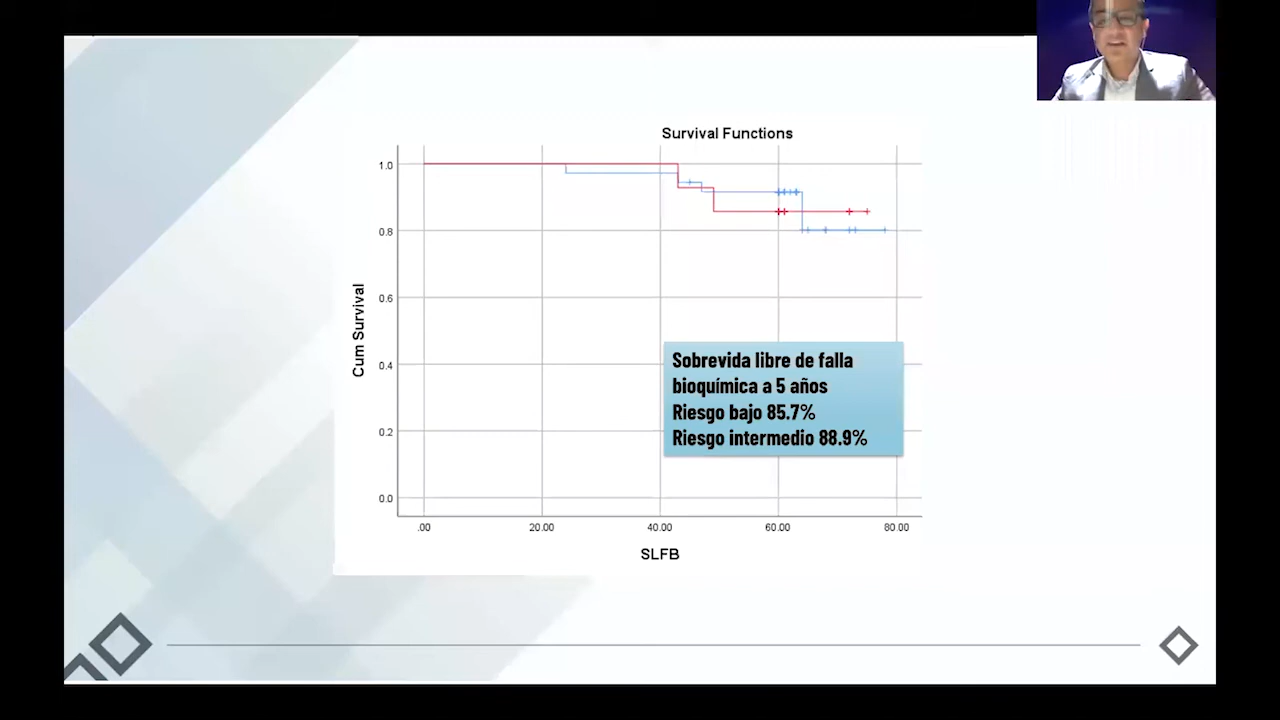 Survival Functions
1.0
0.8
0.6
0.4
0.2
0.0
Cum Survival
.00 20.00 40.00 60.00 80.00
SLFB
Sobrevida libre de falla
bioquímica a 5 años
Riesgo bajo 85.7%
Riesgo intermedio 88.9%